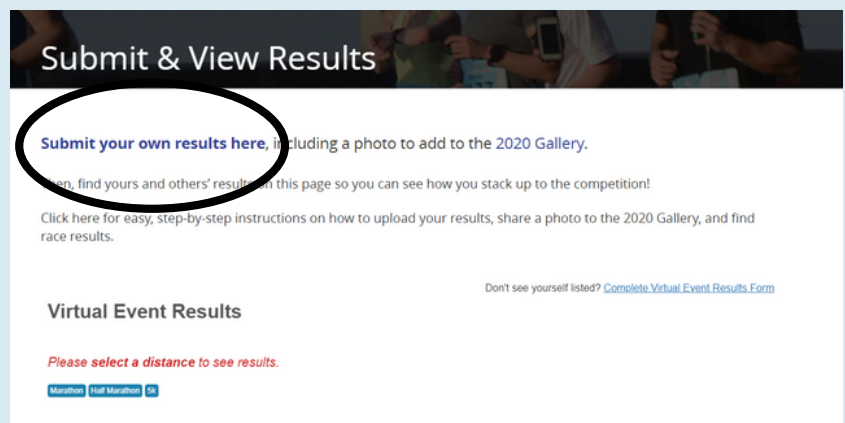 Submit & View Results
Submit your own results here, including a photo to add to the 2020 Gallery.
Then, find yours and others' results on this page so you can see how you stack up to the competition!
Click here for easy, step-by-step instructions on how to upload your results, share a photo to the 2020 Gallery, and find
race results.
Don't see yourself listed? Complete Virtual Event Results Form
Virtual Event Results
Please select a distance to see results.
Marathon Half Marathon 5k